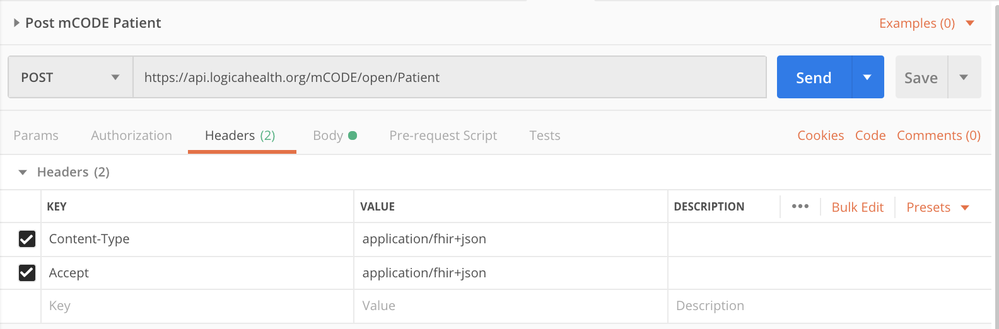 Post mCODE Patient
Examples (0)
POST
https://api.logicahealth.org/mCODE/open/Patient
Send
Save
Params Authorization Headers (2) Body Pre-request Script Tests Cookies Code Comments (0)
Headers (2)
KEY VALUE DESCRIPTION ••• Bulk Edit Presets
Content-Type application/fhir+json
Accept application/fhir+json
Key Value Description